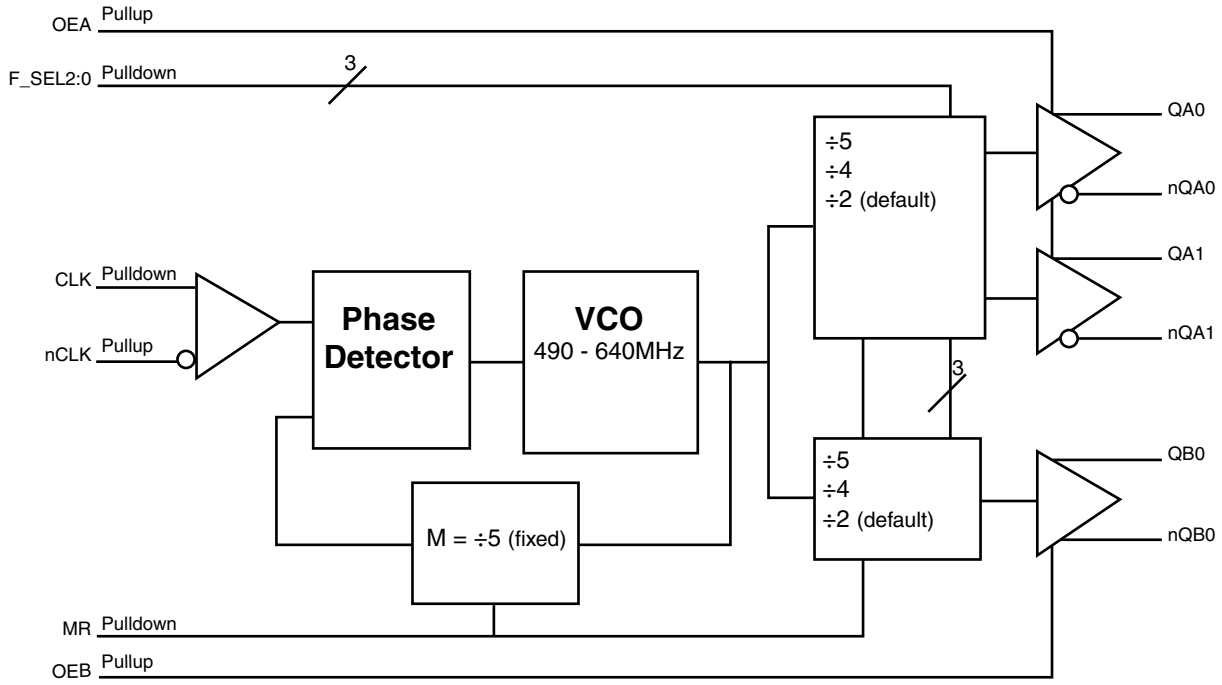 OEA Pullup
F_SEL2:0 Pulldown
3
QA0
÷5
÷4
÷2 (default)
nQA0
QA1
CLK Pulldown
Phase
Detector
VCO
490 - 640MHz
nCLK Pullup
nQA1
3
÷5
÷4
÷2 (default)
QB0
M = ÷5 (fixed)
nQB0
MR Pulldown
OEB Pullup